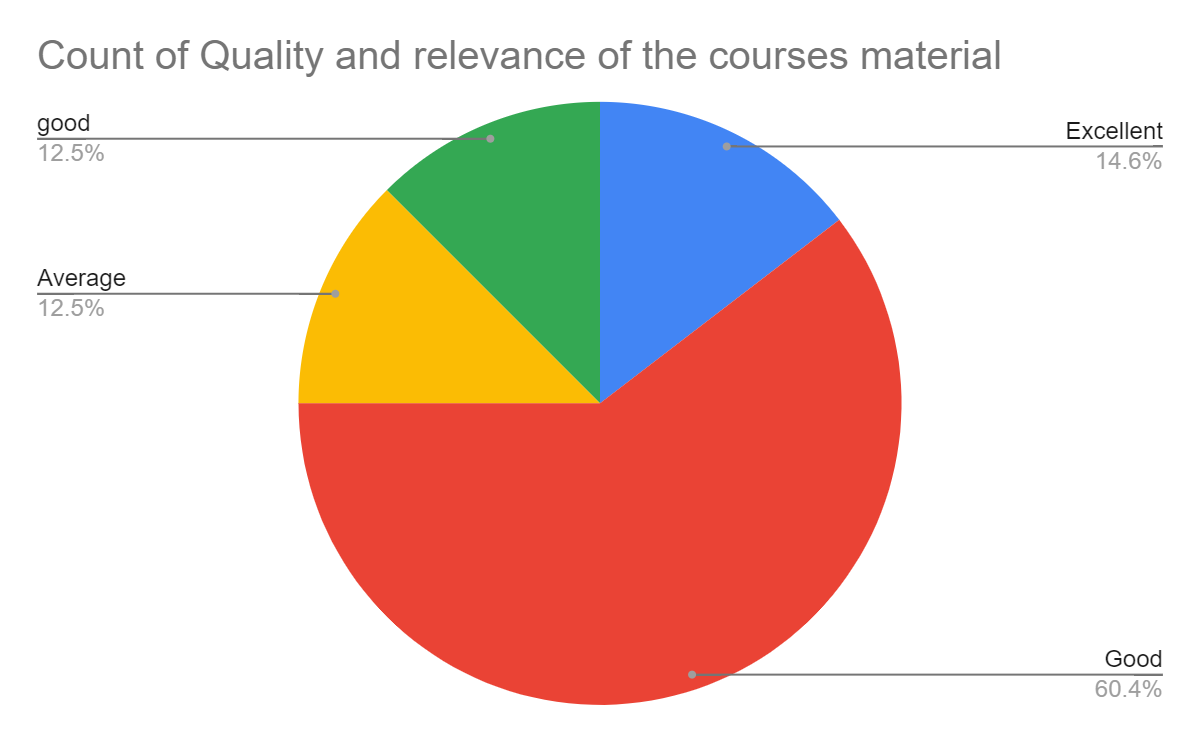 Count of Quality and relevance of the courses material
good
12.5%
Excellent
14.6%
Average
12.5%
Good
60.4%